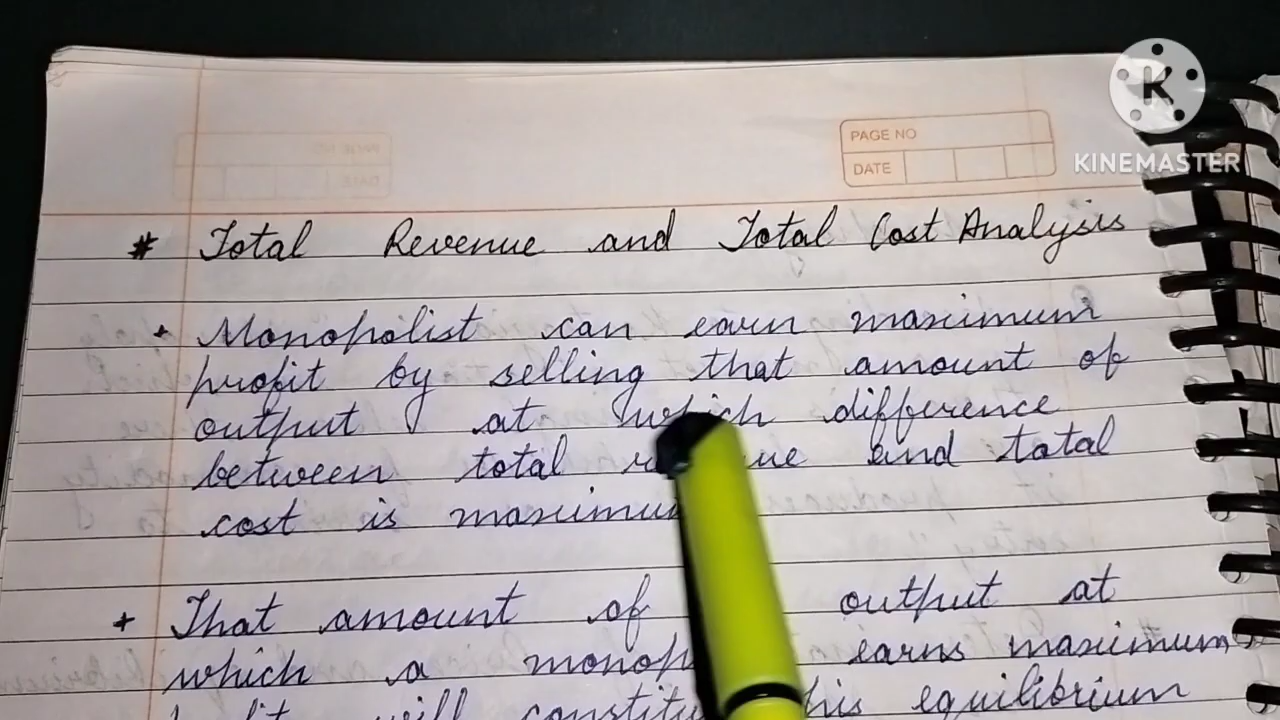 KINEMASTER
PAGE NO
DATE
# Total Revenue and Total Cost Analysis
Monopolist can earn maximum
profit by selling that amount of
output at which difference
between total and total
cost is
That amount of output at
which a earns maximum
will equilibrium